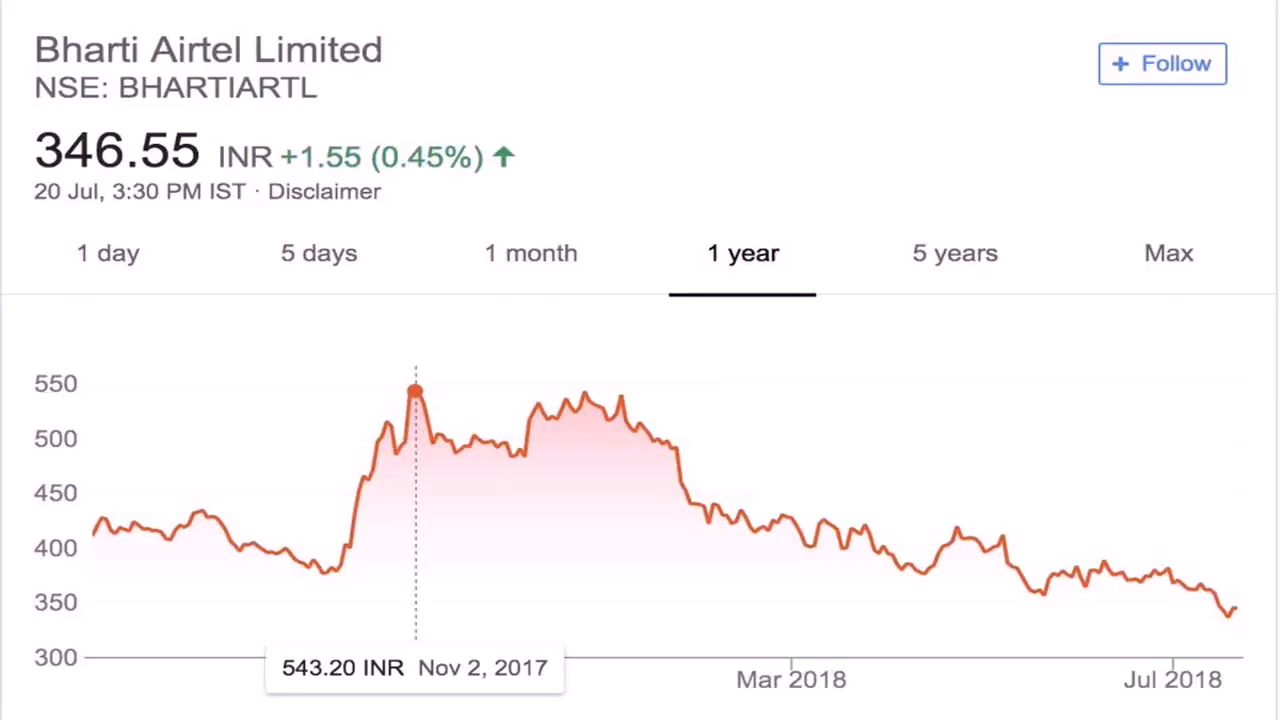 Bharti Airtel Limited
NSE: BHARTIARTL
+ Follow
346.55 INR +1.55 (0.45%)
20 Jul, 3:30 PM IST · Disclaimer
1 day 5 days 1 month 1 year 5 years Max
550
500
450
400
350
300
543.20 INR Nov 2, 2017
Mar 2018 Jul 2018